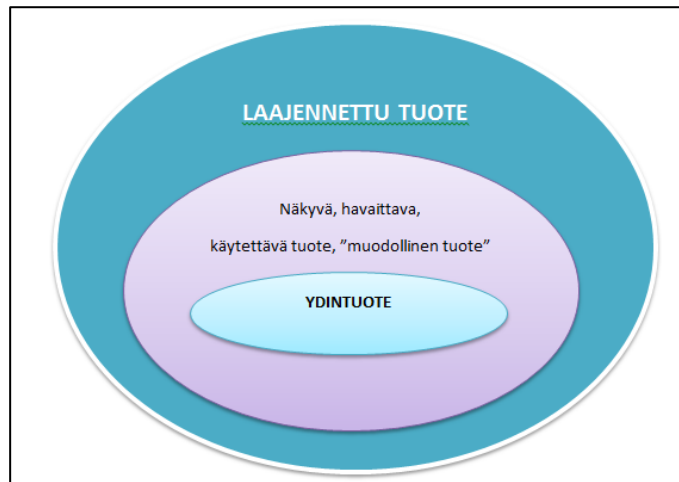 LAAJENNETTU TUOTE
Näkyvä, havaittava,
käytettävä tuote, ”muodollinen tuote”
YDINTUOTE